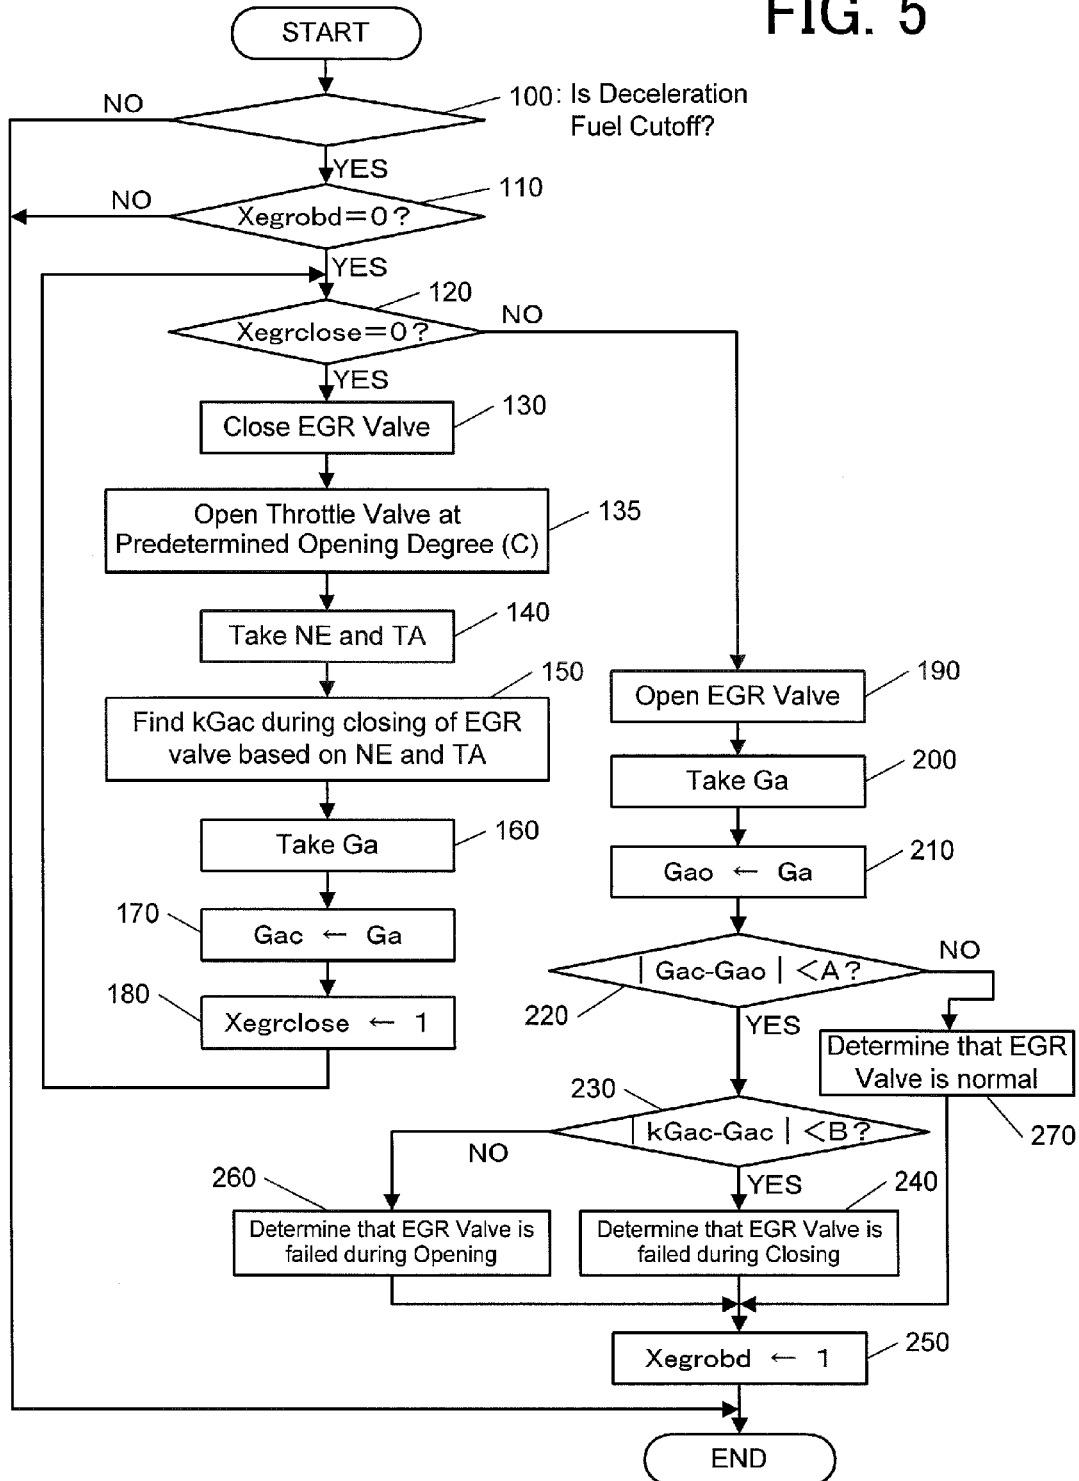 FIG. 5
START
NO
100: Is Deceleration
Fuel Cutoff?
YES
110
NO
Xegrobd=0?
YES
120
Xegrclose=0?
NO
YES
130
Close EGR Valve
135
Open Throttle Valve at
Predetermined Opening Degree (C)
140
Take NE and TA
150
Find kGac during closing of EGR
valve based on NE and TA
160
Take Ga
170
Gac ← Ga
180
Xegrclose ← 1
190
Open EGR Valve
200
Take Ga
210
Gao ← Ga
| Gac-Gao | <A?
NO
220
YES
Determine that EGR
Valve is normal
270
230
| kGac-Gac | <B?
NO
YES
260
240
Determine that EGR Valve is
failed during Opening
Determine that EGR Valve is
failed during Closing
250
Xegrobd ← 1
END